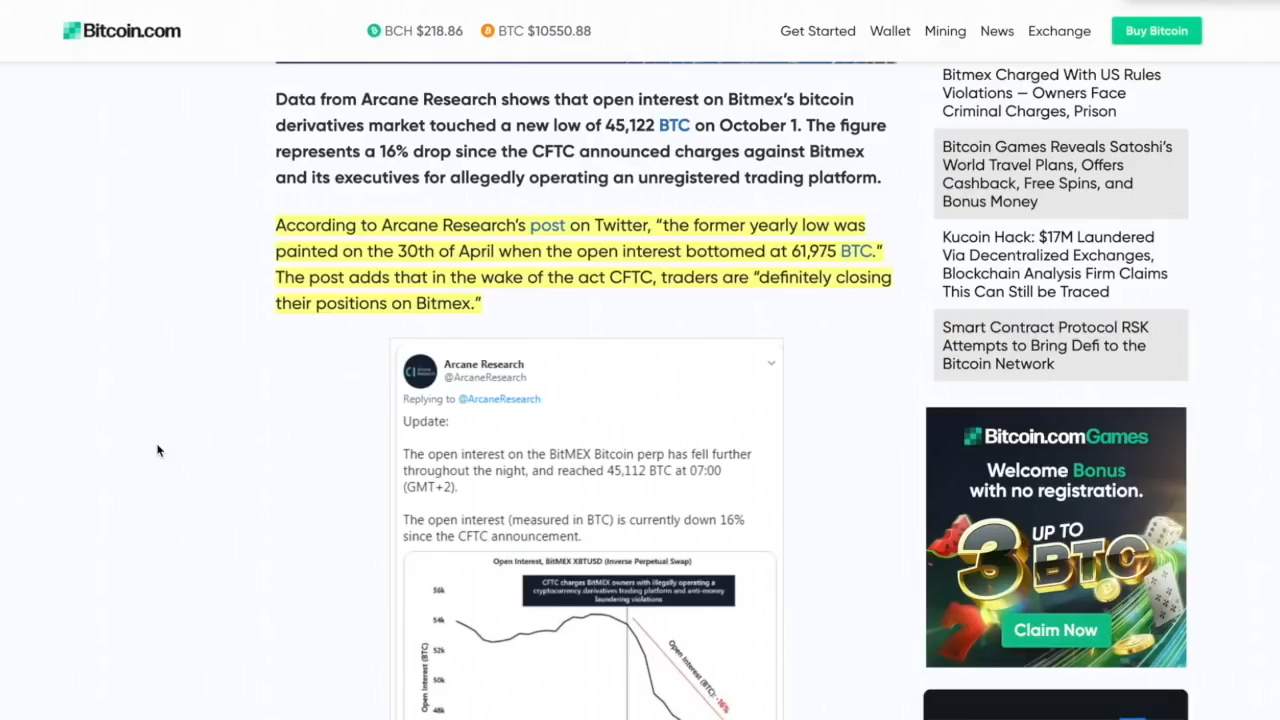 Bitcoin.com
BCH $218.86
BTC $10550.88
Get Started
Wallet
Mining
News
Exchange
Buy Bitcoin
Data from Arcane Research shows that open interest on Bitmex’s bitcoin
derivatives market touched a new low of 45,122 BTC on October 1. The figure
represents a 16% drop since the CFTC announced charges against Bitmex
and its executives for allegedly operating an unregistered trading platform.
According to Arcane Research’s post on Twitter, “the former yearly low was
painted on the 30th of April when the open interest bottomed at 61,975 BTC.”
The post adds that in the wake of the act CFTC, traders are “definitely closing
their positions on Bitmex.”
Arcane Research
@ArcaneResearch
Replying to @ArcaneResearch
Update:
The open interest on the BitMEX Bitcoin perp has fell further
throughout the night, and reached 45,112 BTC at 07:00
(GMT+2).
The open interest (measured in BTC) is currently down 16%
since the CFTC announcement.
Open Interest, BitMEX XBTUSD (Inverse Perpetual Swap)
CFTC charges BitMEX owners with illegally operating a
cryptocurrency derivatives trading platform and anti-money
laundering violations
56k
54k
52k
50k
48k
Open Interest (BTC)
Open Interest (BTC): -16%
Bitmex Charged With US Rules
Violations — Owners Face
Criminal Charges, Prison
Bitcoin Games Reveals Satoshi’s
World Travel Plans, Offers
Cashback, Free Spins, and
Bonus Money
Kucoin Hack: $17M Laundered
Via Decentralized Exchanges,
Blockchain Analysis Firm Claims
This Can Still be Traced
Smart Contract Protocol RSK
Attempts to Bring Defi to the
Bitcoin Network
Bitcoin.comGames
Welcome Bonus
with no registration.
UP TO
3 BTC
Claim Now